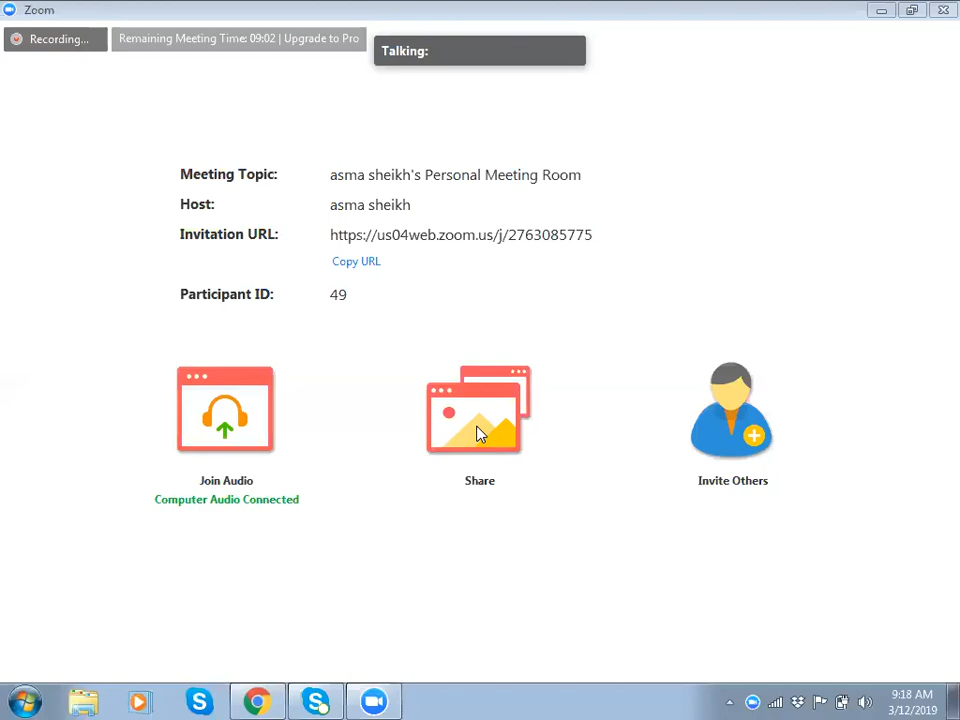 Zoom
Recording...
Remaining Meeting Time: 09:02 | Upgrade to Pro
Talking:
Meeting Topic: asma sheikh's Personal Meeting Room
Host: asma sheikh
Invitation URL: https://us04web.zoom.us/j/2763085775
Copy URL
Participant ID: 49
Join Audio
Computer Audio Connected
Share
Invite Others
9:18 AM
3/12/2019